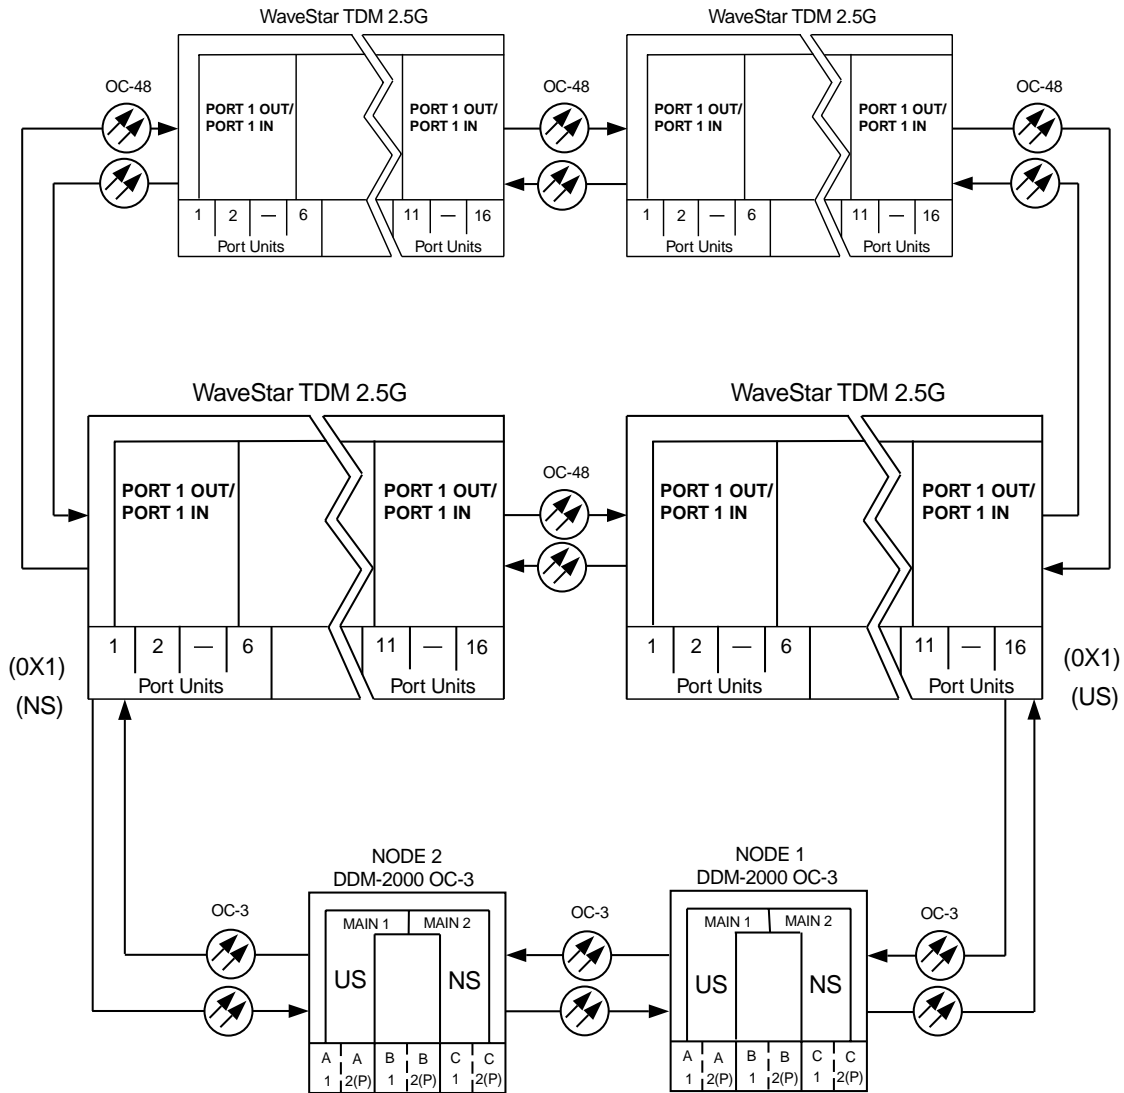 WaveStar TDM 2.5G
WaveStar TDM 2.5G
OC-48
OC-48
OC-48
PORT 1 OUT/
PORT 1 IN
PORT 1 OUT/
PORT 1 IN
PORT 1 OUT/
PORT 1 IN
PORT 1 OUT/
PORT 1 IN
1 2 — 6
11 — 16
1 2 — 6
11 — 16
Port Units
Port Units
Port Units
Port Units
WaveStar TDM 2.5G
WaveStar TDM 2.5G
OC-48
PORT 1 OUT/
PORT 1 IN
PORT 1 OUT/
PORT 1 IN
PORT 1 OUT/
PORT 1 IN
PORT 1 OUT/
PORT 1 IN
1 2 — 6
11 — 16
1 2 — 6
11 — 16
Port Units
Port Units
Port Units
Port Units
(0X1)
(NS)
(0X1)
(US)
NODE 2
DDM-2000 OC-3
NODE 1
DDM-2000 OC-3
OC-3
OC-3
OC-3
MAIN 1 MAIN 2
US NS
A A B B C C
1 2(P) 1 2(P) 1 2(P)
MAIN 1 MAIN 2
US NS
A A B B C C
1 2(P) 1 2(P) 1 2(P)